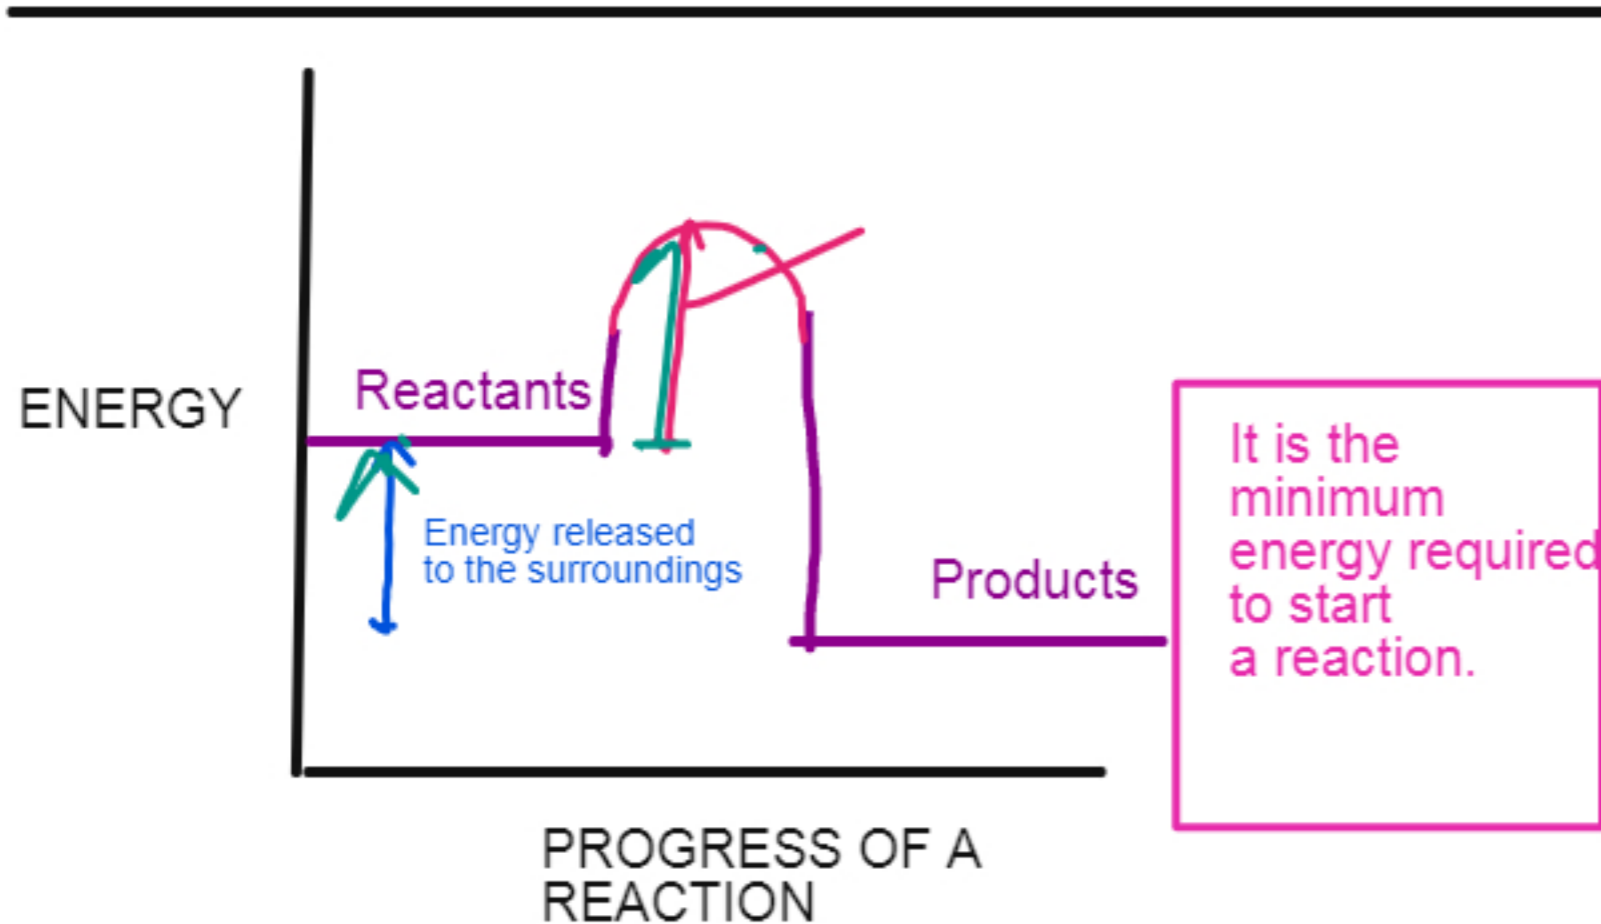 ENERGY
Reactants
Energy released
to the surroundings
Products
It is the
minimum
energy required
to start
a reaction.
PROGRESS OF A
REACTION